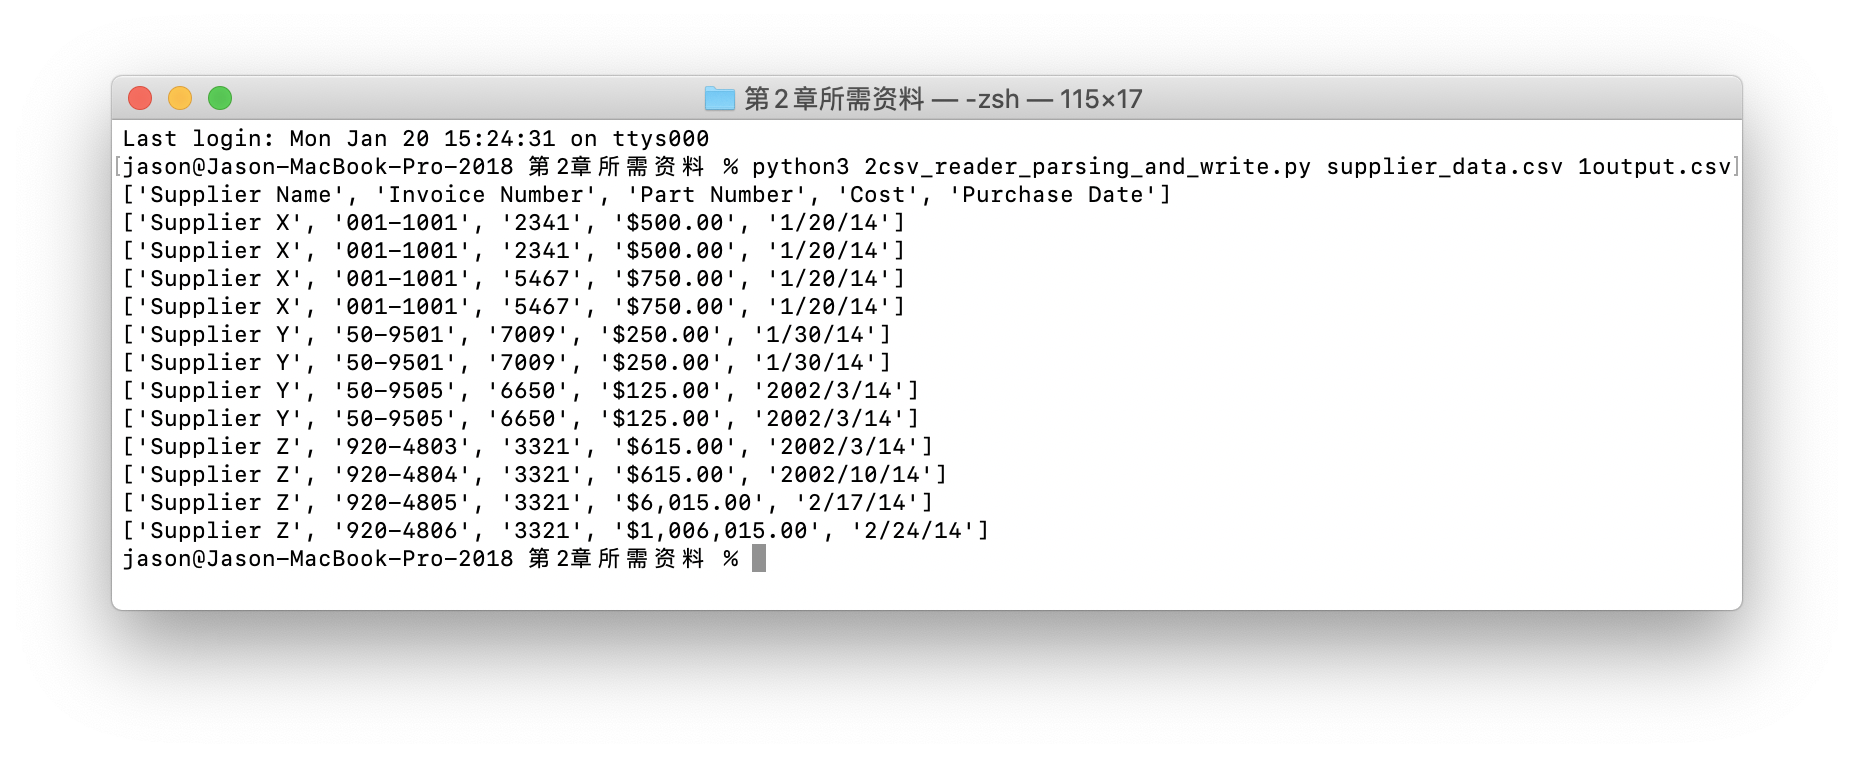 第2章所需资料 — -zsh — 115×17
Last login: Mon Jan 20 15:24:31 on ttys000
[jason@Jason-MacBook-Pro-2018 第2章所需资料 % python3 2csv_reader_parsing_and_write.py supplier_data.csv 1output.csv]
['Supplier Name', 'Invoice Number', 'Part Number', 'Cost', 'Purchase Date']
['Supplier X', '001-1001', '2341', '$500.00', '1/20/14']
['Supplier X', '001-1001', '2341', '$500.00', '1/20/14']
['Supplier X', '001-1001', '5467', '$750.00', '1/20/14']
['Supplier X', '001-1001', '5467', '$750.00', '1/20/14']
['Supplier Y', '50-9501', '7009', '$250.00', '1/30/14']
['Supplier Y', '50-9501', '7009', '$250.00', '1/30/14']
['Supplier Y', '50-9505', '6650', '$125.00', '2002/3/14']
['Supplier Y', '50-9505', '6650', '$125.00', '2002/3/14']
['Supplier Z', '920-4803', '3321', '$615.00', '2002/3/14']
['Supplier Z', '920-4804', '3321', '$615.00', '2002/10/14']
['Supplier Z', '920-4805', '3321', '$6,015.00', '2/17/14']
['Supplier Z', '920-4806', '3321', '$1,006,015.00', '2/24/14']
jason@Jason-MacBook-Pro-2018 第2章所需资料 %